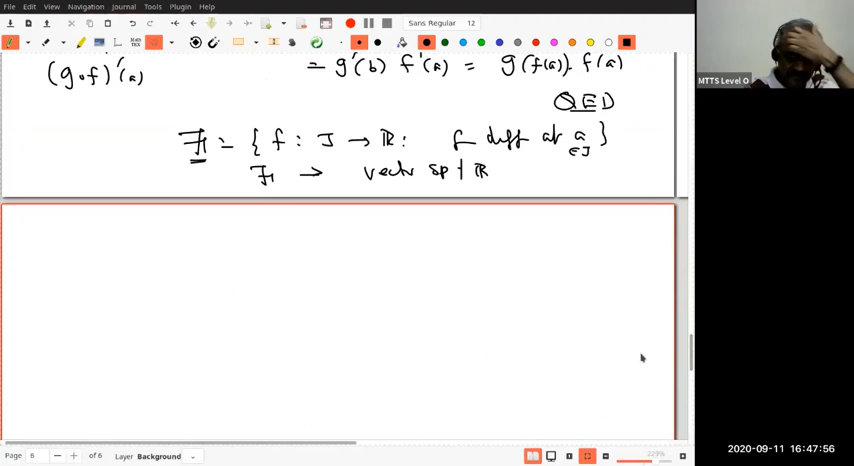 File Edit View Navigation Journal Tools Plugin Help
Sans Regular 12
(g∘f)'(a) = g'(b) f'(a) = g(f(a)). f(a)
QED
:= { f : J → ℝ : f diff at a }
∈J
→ vector sp / ℝ
Page 6 of 6 Layer Background 229%
MTTS Level O
2020-09-11 16:47:56